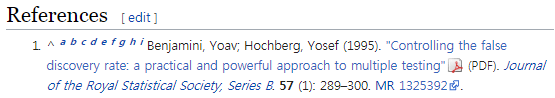 References [ edit ]
1. ^ a b c d e f g h i Benjamini, Yoav; Hochberg, Yosef (1995). "Controlling the false
discovery rate: a practical and powerful approach to multiple testing" (PDF). Journal
of the Royal Statistical Society, Series B. 57 (1): 289–300. MR 1325392.